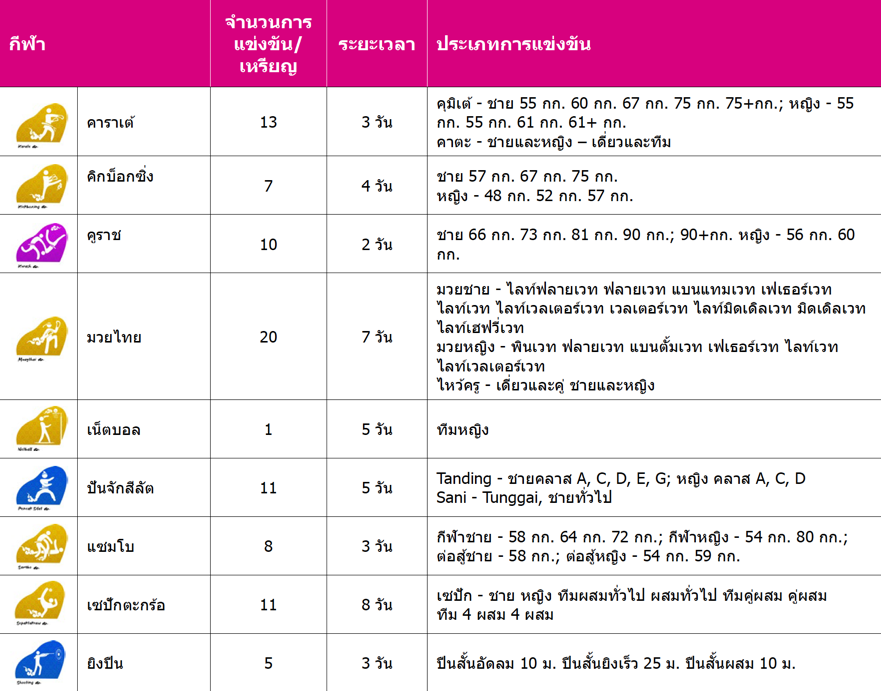 กีฬา
จำนวนการ
แข่งขัน/
เหรียญ
ระยะเวลา
ประเภทการแข่งขัน
คาราเต้
13
3 วัน
คุมิเต้ - ชาย 55 กก. 60 กก. 67 กก. 75 กก. 75+กก.; หญิง - 55
กก. 55 กก. 61 กก. 61+ กก.
คาตะ - ชายและหญิง – เดี่ยวและทีม
คิกบ็อกซิ่ง
7
4 วัน
ชาย 57 กก. 67 กก. 75 กก.
หญิง - 48 กก. 52 กก. 57 กก.
คูราช
10
2 วัน
ชาย 66 กก. 73 กก. 81 กก. 90 กก.; 90+กก. หญิง - 56 กก. 60
กก.
มวยไทย
20
7 วัน
มวยชาย - ไลท์ฟลายเวท ฟลายเวท แบนแทมเวท เฟเธอร์เวท
ไลท์เวท ไลท์เวลเตอร์เวท เวลเตอร์เวท ไลท์มิดเดิลเวท มิดเดิลเวท
ไลท์เฮฟวี่เวท
มวยหญิง - พินเวท ฟลายเวท แบนตั้มเวท เฟเธอร์เวท ไลท์เวท
ไลท์เวลเตอร์เวท
ไหว้ครู - เดี่ยวและคู่ ชายและหญิง
เน็ตบอล
1
5 วัน
ทีมหญิง
ปันจักสีลัต
11
5 วัน
Tanding - ชายคลาส A, C, D, E, G; หญิง คลาส A, C, D
Sani - Tunggai, ชายทั่วไป
แซมโบ
8
3 วัน
กีฬาชาย - 58 กก. 64 กก. 72 กก.; กีฬาหญิง - 54 กก. 80 กก.;
ต่อสู้ชาย - 58 กก.; ต่อสู้หญิง - 54 กก. 59 กก.
เซปักตะกร้อ
11
8 วัน
เซปัก - ชาย หญิง ทีมผสมทั่วไป ผสมทั่วไป ทีมคู่ผสม คู่ผสม
ทีม 4 ผสม 4 ผสม
ยิงปืน
5
3 วัน
ปืนสั้นอัดลม 10 ม. ปืนสั้นยิงเร็ว 25 ม. ปืนสั้นผสม 10 ม.